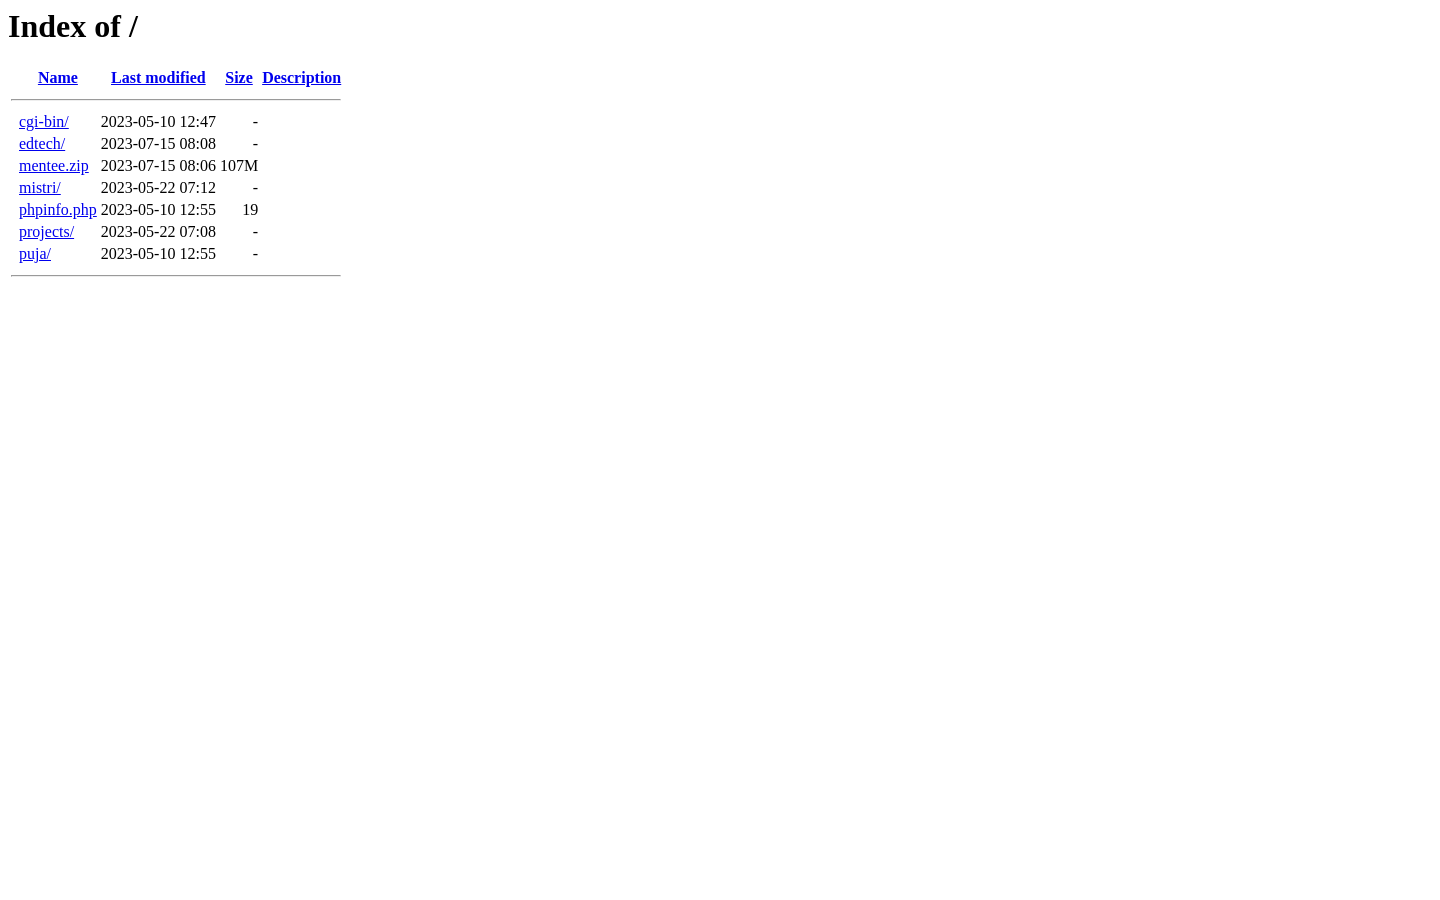 Index of /
Name Last modified Size Description
cgi-bin/ 2023-05-10 12:47 -
edtech/ 2023-07-15 08:08 -
mentee.zip 2023-07-15 08:06 107M
mistri/ 2023-05-22 07:12 -
phpinfo.php 2023-05-10 12:55 19
projects/ 2023-05-22 07:08 -
puja/ 2023-05-10 12:55 -